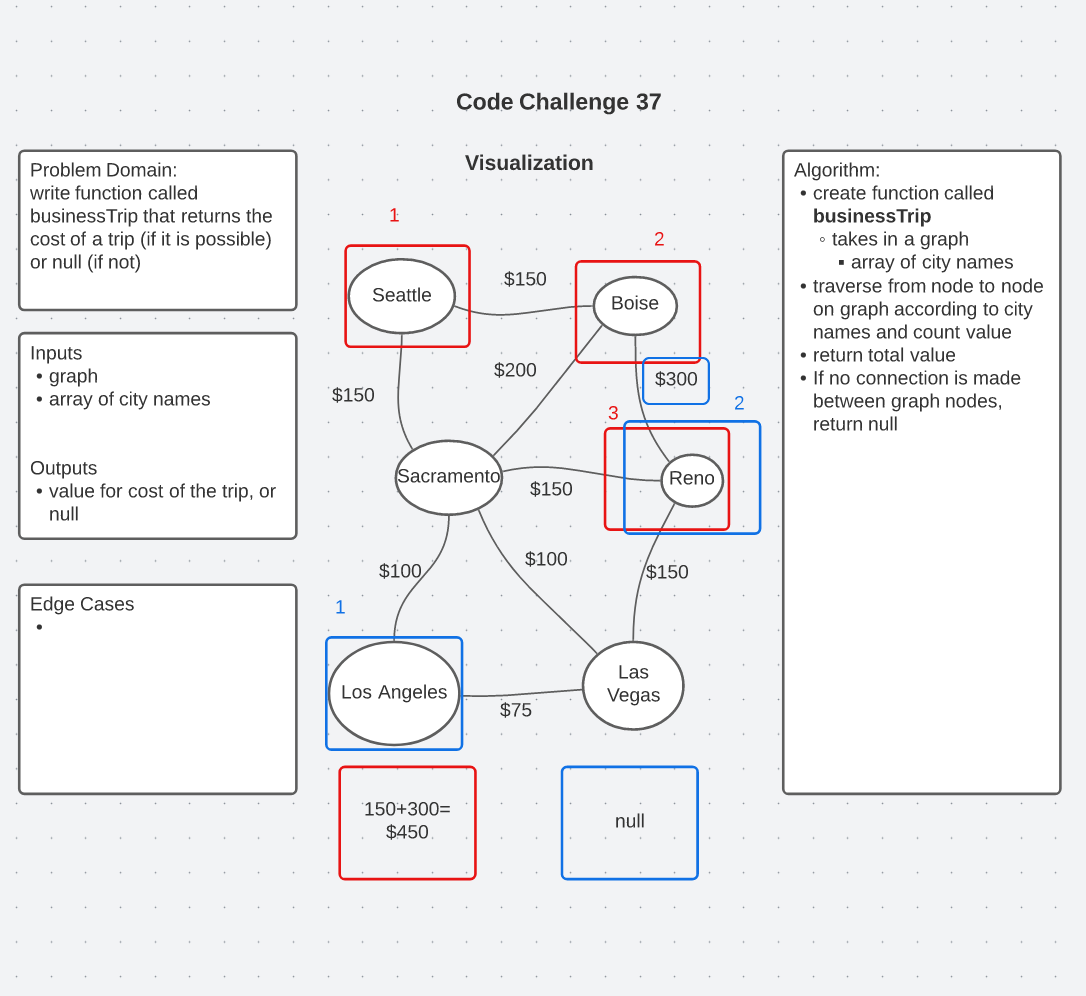 Code Challenge 37
Visualization
Problem Domain:
write function called
businessTrip that returns the
cost of a trip (if it is possible)
or null (if not)
Inputs
• graph
• array of city names
Outputs
• value for cost of the trip, or
null
Edge Cases
•
1
2
Seattle
$150
Boise
$200
$300
$150
3
2
Sacramento
Reno
$150
$100
$100
$150
1
Las
Vegas
Los Angeles
$75
150+300=
$450
null
Algorithm:
• create function called
businessTrip
◦ takes in a graph
▪ array of city names
• traverse from node to node
on graph according to city
names and count value
• return total value
• If no connection is made
between graph nodes,
return null